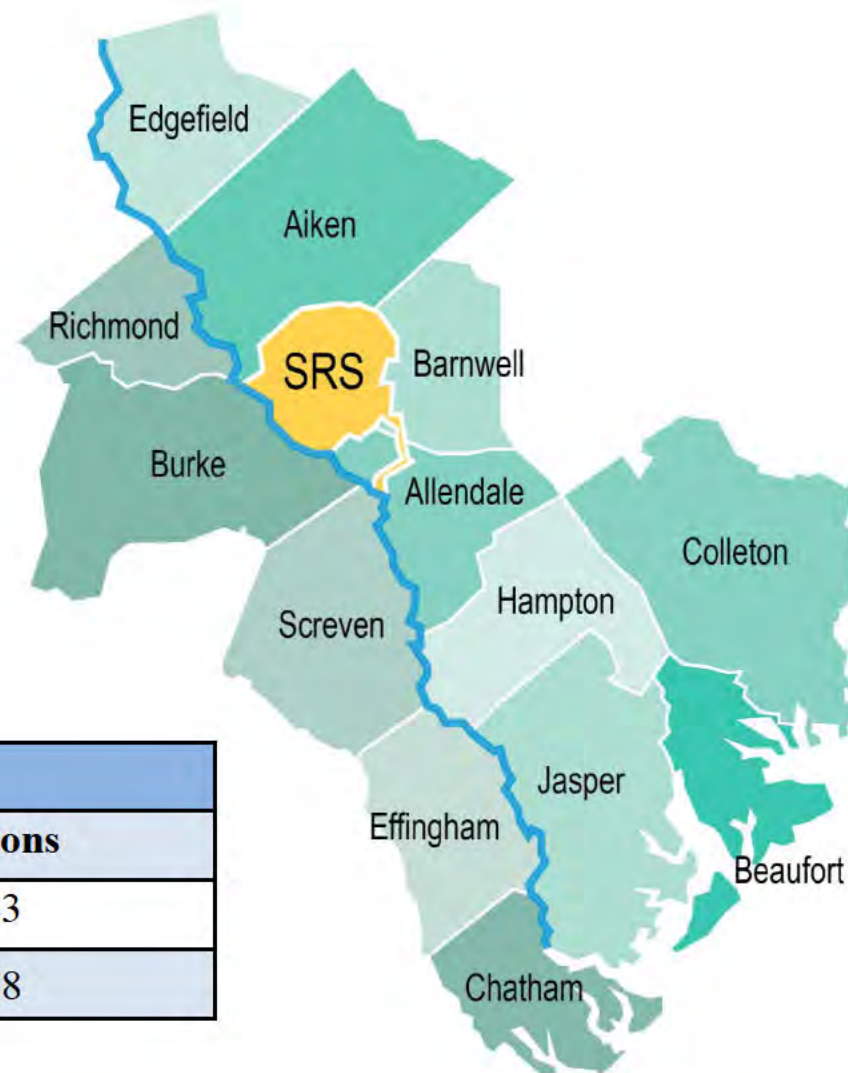 Edgefield
Aiken
Richmond
SRS
Barnwell
Burke
Allendale
Colleton
Hampton
Screven
Jasper
Effingham
ons
3
8
Beaufort
Chatham